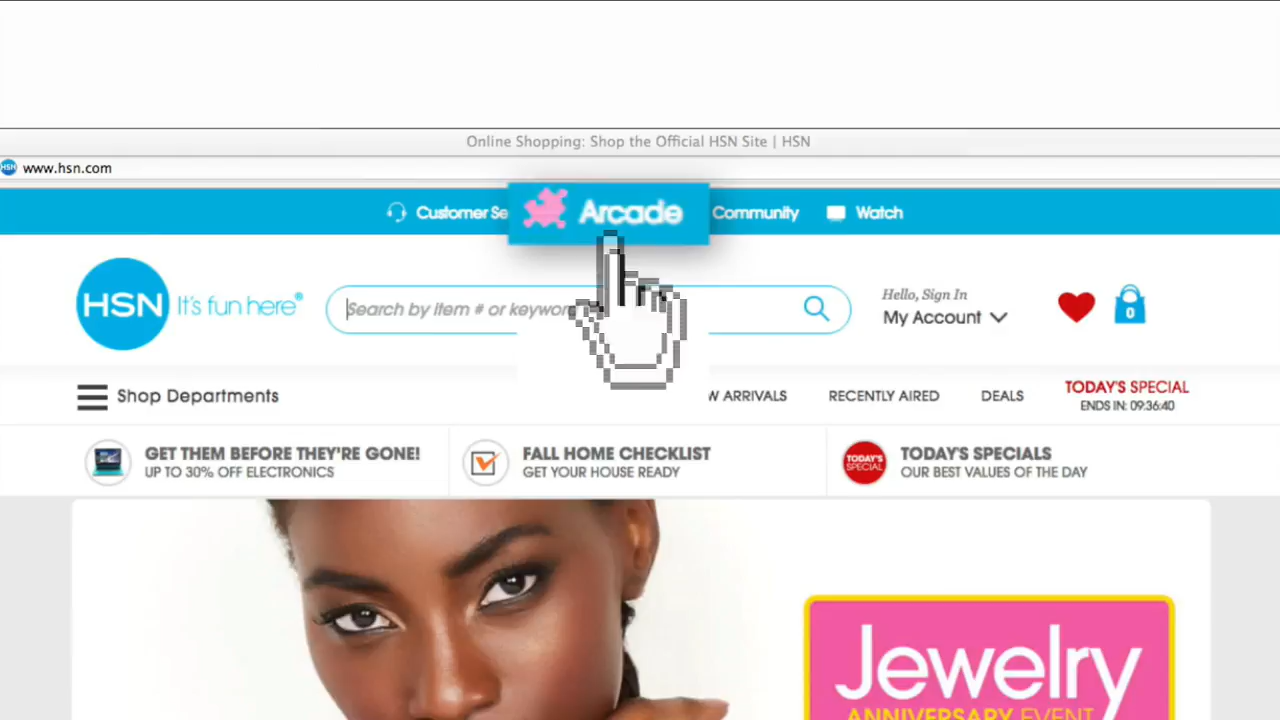 Online Shopping: Shop the Official HSN Site | HSN
HSN www.hsn.com
Customer Se
Arcade
Community
Watch
HSN It's fun here®
Search by item # or keywor
Hello, Sign In
My Account
0
Shop Departments
W ARRIVALS
RECENTLY AIRED
DEALS
TODAY'S SPECIAL
ENDS IN: 09:36:40
GET THEM BEFORE THEY'RE GONE!
UP TO 30% OFF ELECTRONICS
FALL HOME CHECKLIST
GET YOUR HOUSE READY
TODAY'S SPECIAL
TODAY'S SPECIALS
OUR BEST VALUES OF THE DAY
Jewelry
ANNIVERSARY EVENT